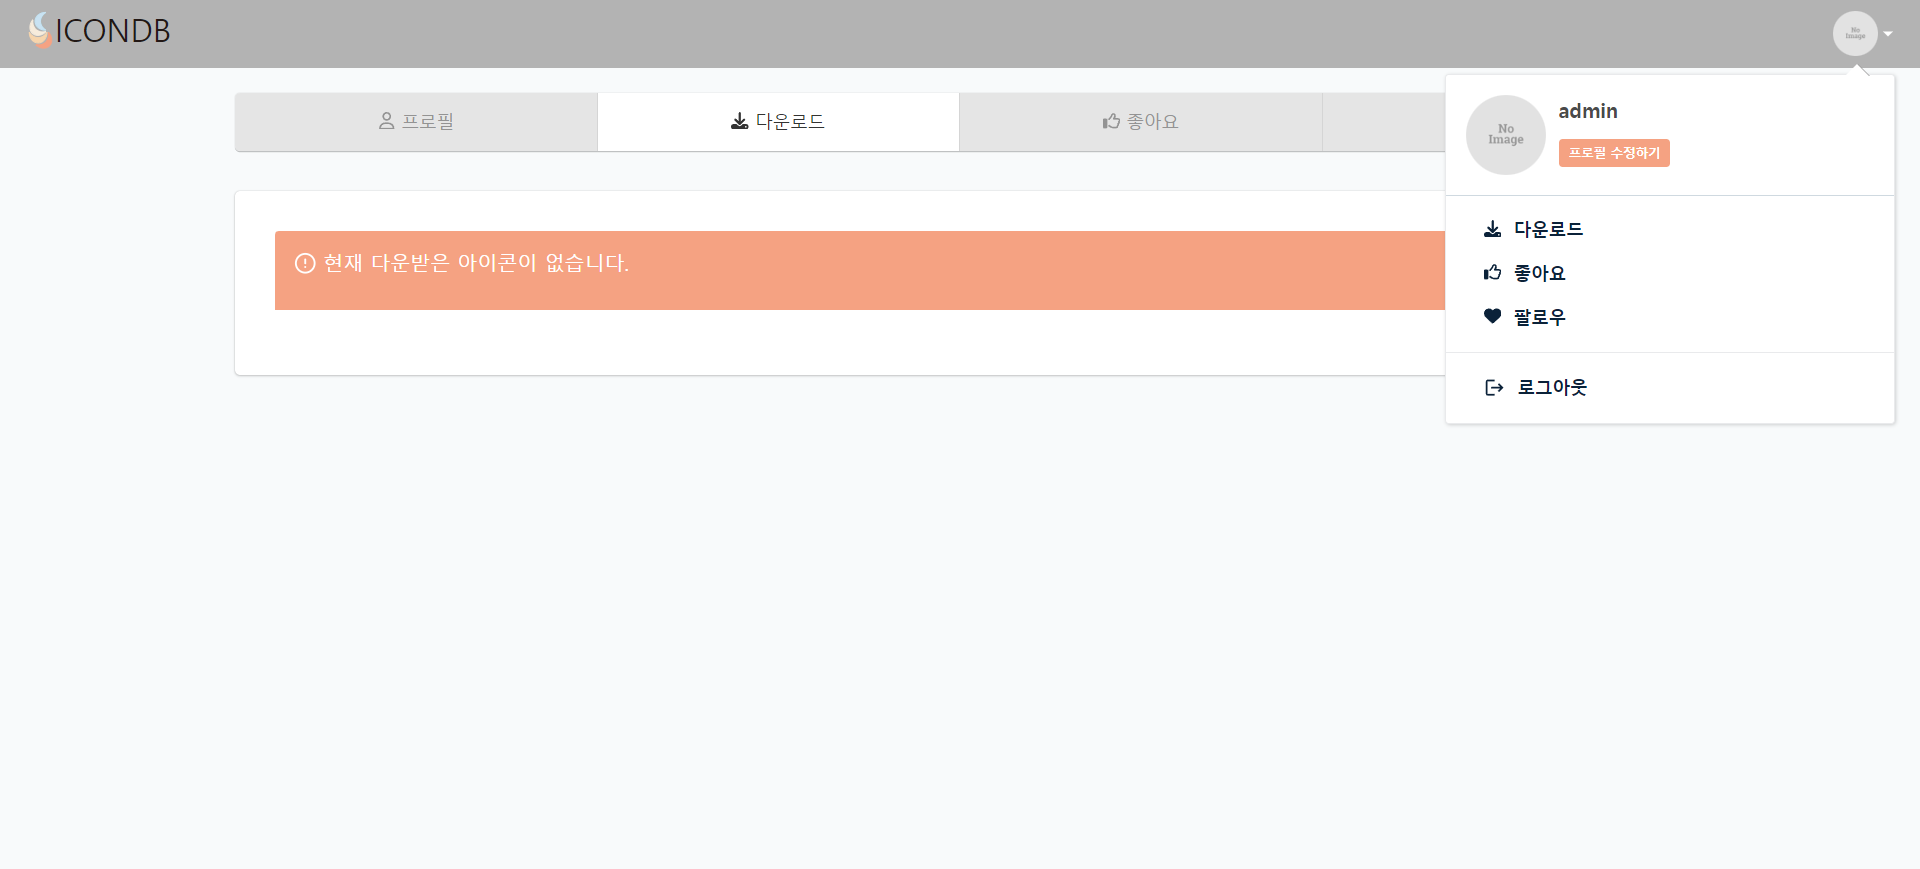 ICONDB
No
Image
프로필
다운로드
좋아요
현재 다운받은 아이콘이 없습니다.
No
Image
admin
프로필 수정하기
다운로드
좋아요
팔로우
로그아웃